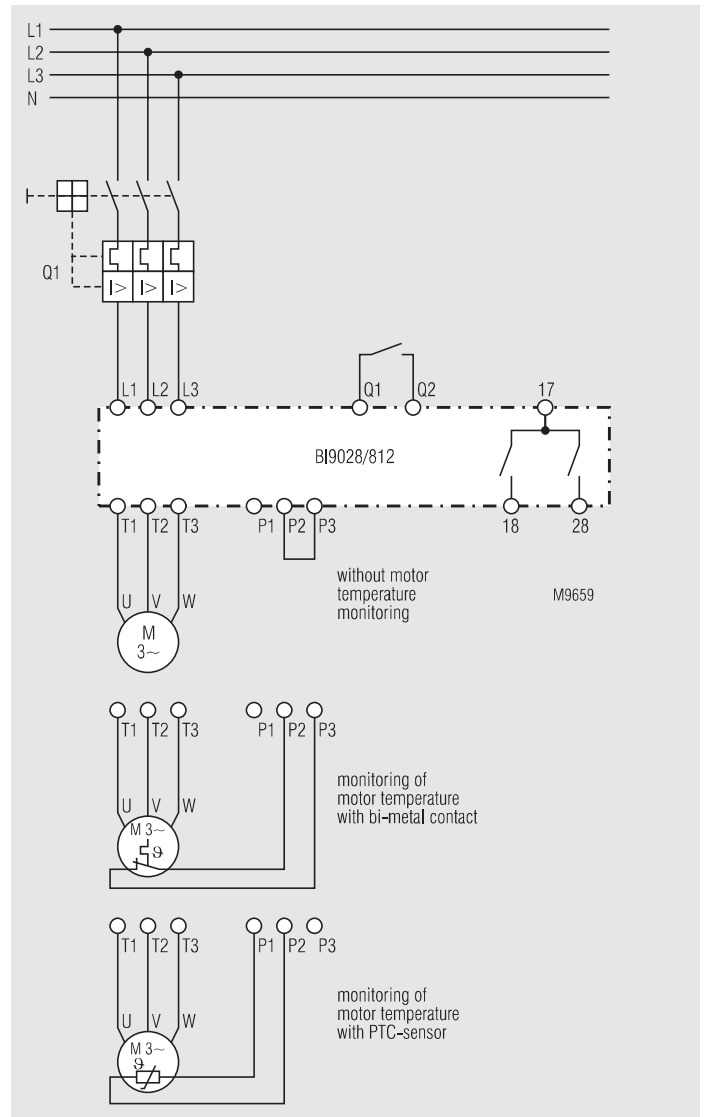 L1
L2
L3
N
Q1
I> I> I>
L1 L2 L3 Q1 Q2 17
BI9028/812
T1 T2 T3 P1 P2 P3 18 28
without motor
temperature
monitoring
M9659
U V W
M
3~
T1 T2 T3 P1 P2 P3
monitoring of
motor temperature
with bi-metal contact
U V W
M 3~
ϑ
T1 T2 T3 P1 P2 P3
monitoring of
motor temperature
with PTC-sensor
U V W
M 3~
ϑ